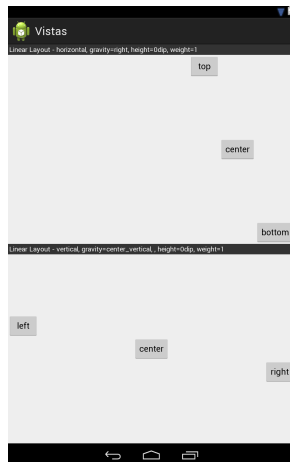 Vistas
Linear Layout - horizontal, gravity=right, height=0dip, weight=1
top
center
bottom
Linear Layout - vertical, gravity=center_vertical, , height=0dip, weight=1
left
center
right